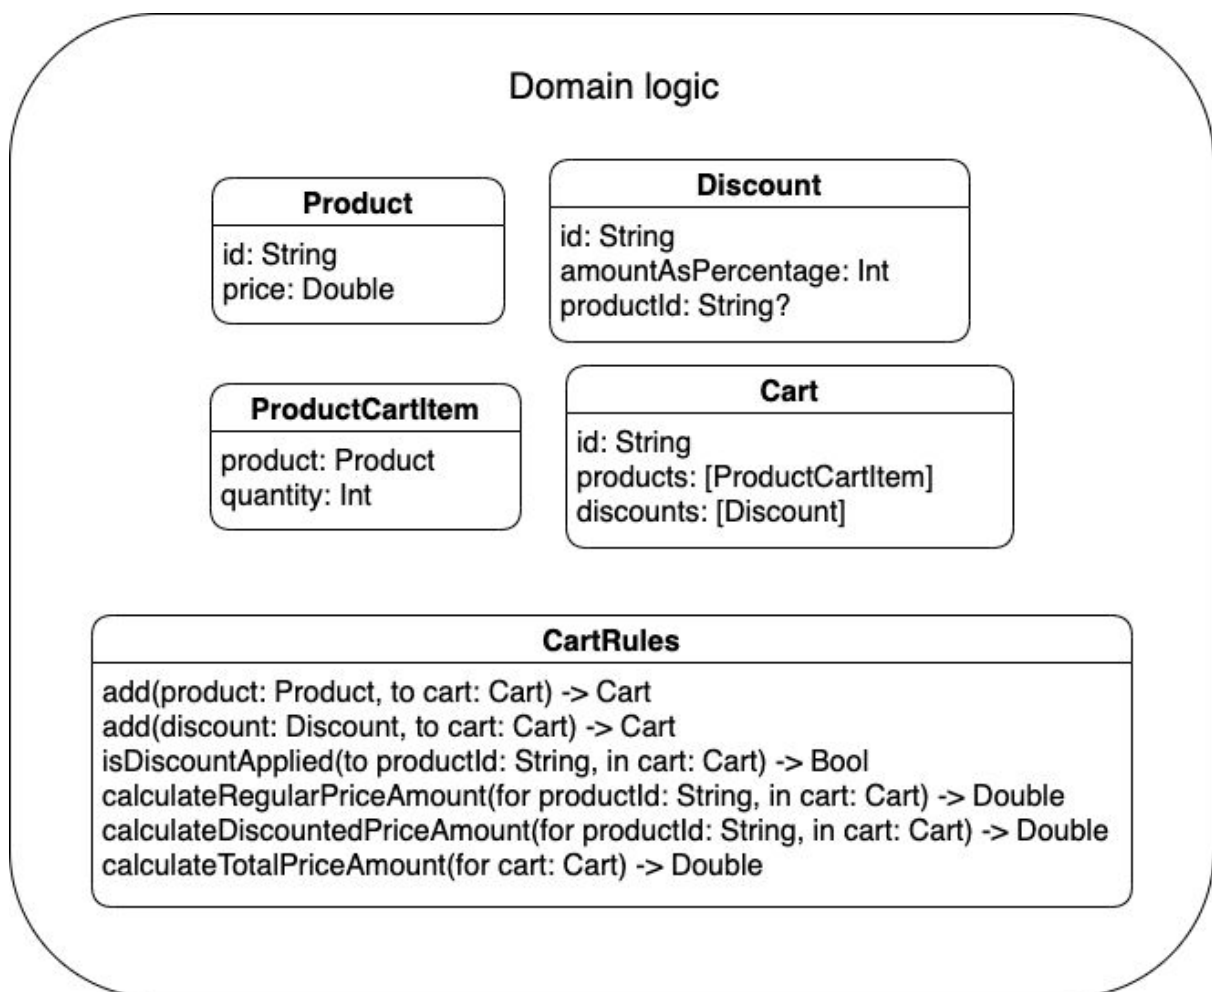 Domain logic
Product
id: String
price: Double
Discount
id: String
amountAsPercentage: Int
productId: String?
ProductCartItem
product: Product
quantity: Int
Cart
id: String
products: [ProductCartItem]
discounts: [Discount]
CartRules
add(product: Product, to cart: Cart) -> Cart
add(discount: Discount, to cart: Cart) -> Cart
isDiscountApplied(to productId: String, in cart: Cart) -> Bool
calculateRegularPriceAmount(for productId: String, in cart: Cart) -> Double
calculateDiscountedPriceAmount(for productId: String, in cart: Cart) -> Double
calculateTotalPriceAmount(for cart: Cart) -> Double